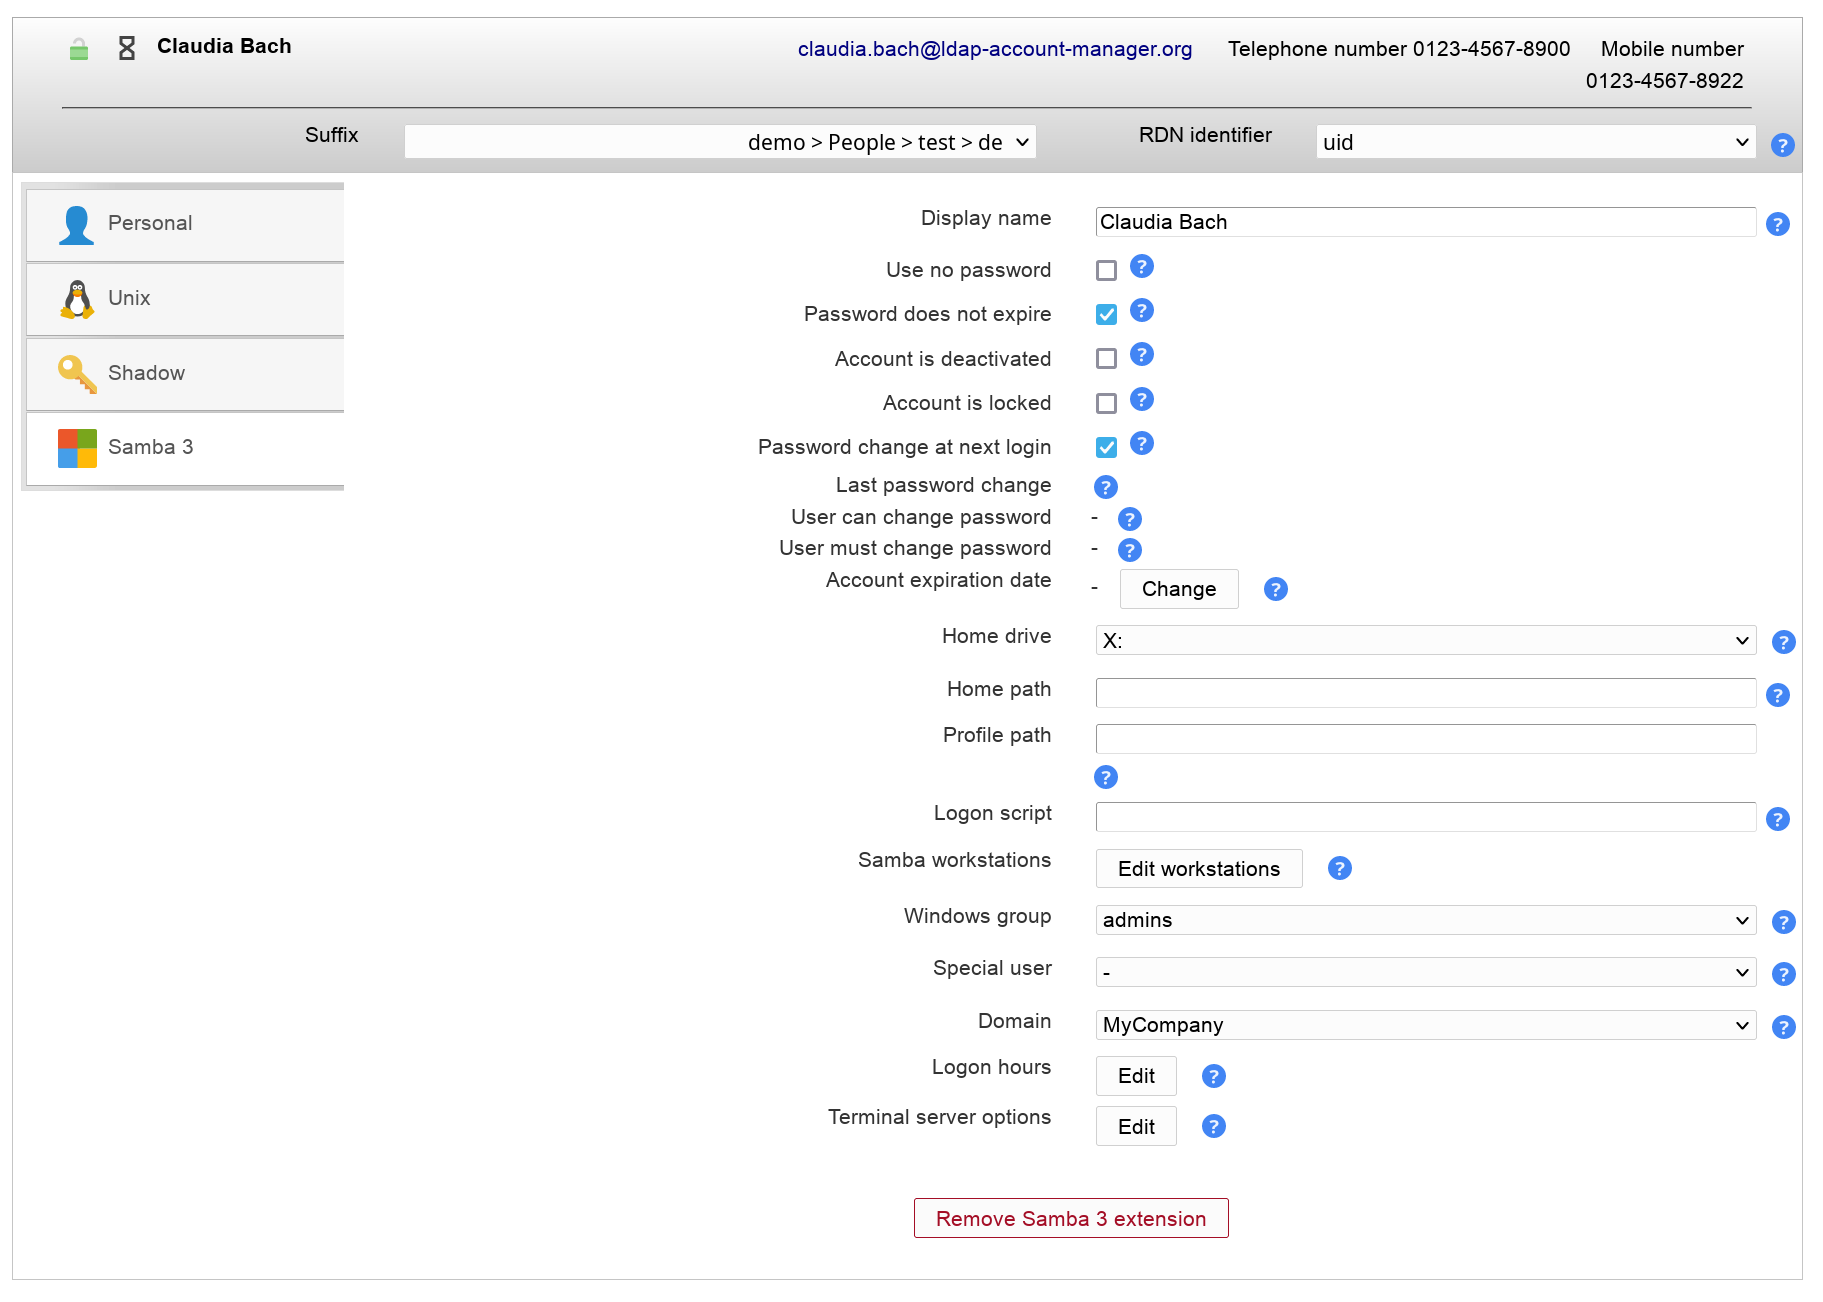 Claudia Bach
claudia.bach@ldap-account-manager.org Telephone number 0123-4567-8900 Mobile number
0123-4567-8922
Suffix demo > People > test > de RDN identifier uid
Personal
Unix
Shadow
Samba 3
Display name Claudia Bach
Use no password
Password does not expire
Account is deactivated
Account is locked
Password change at next login
Last password change
User can change password -
User must change password -
Account expiration date - Change
Home drive X:
Home path
Profile path
Logon script
Samba workstations Edit workstations
Windows group admins
Special user -
Domain MyCompany
Logon hours Edit
Terminal server options Edit
Remove Samba 3 extension